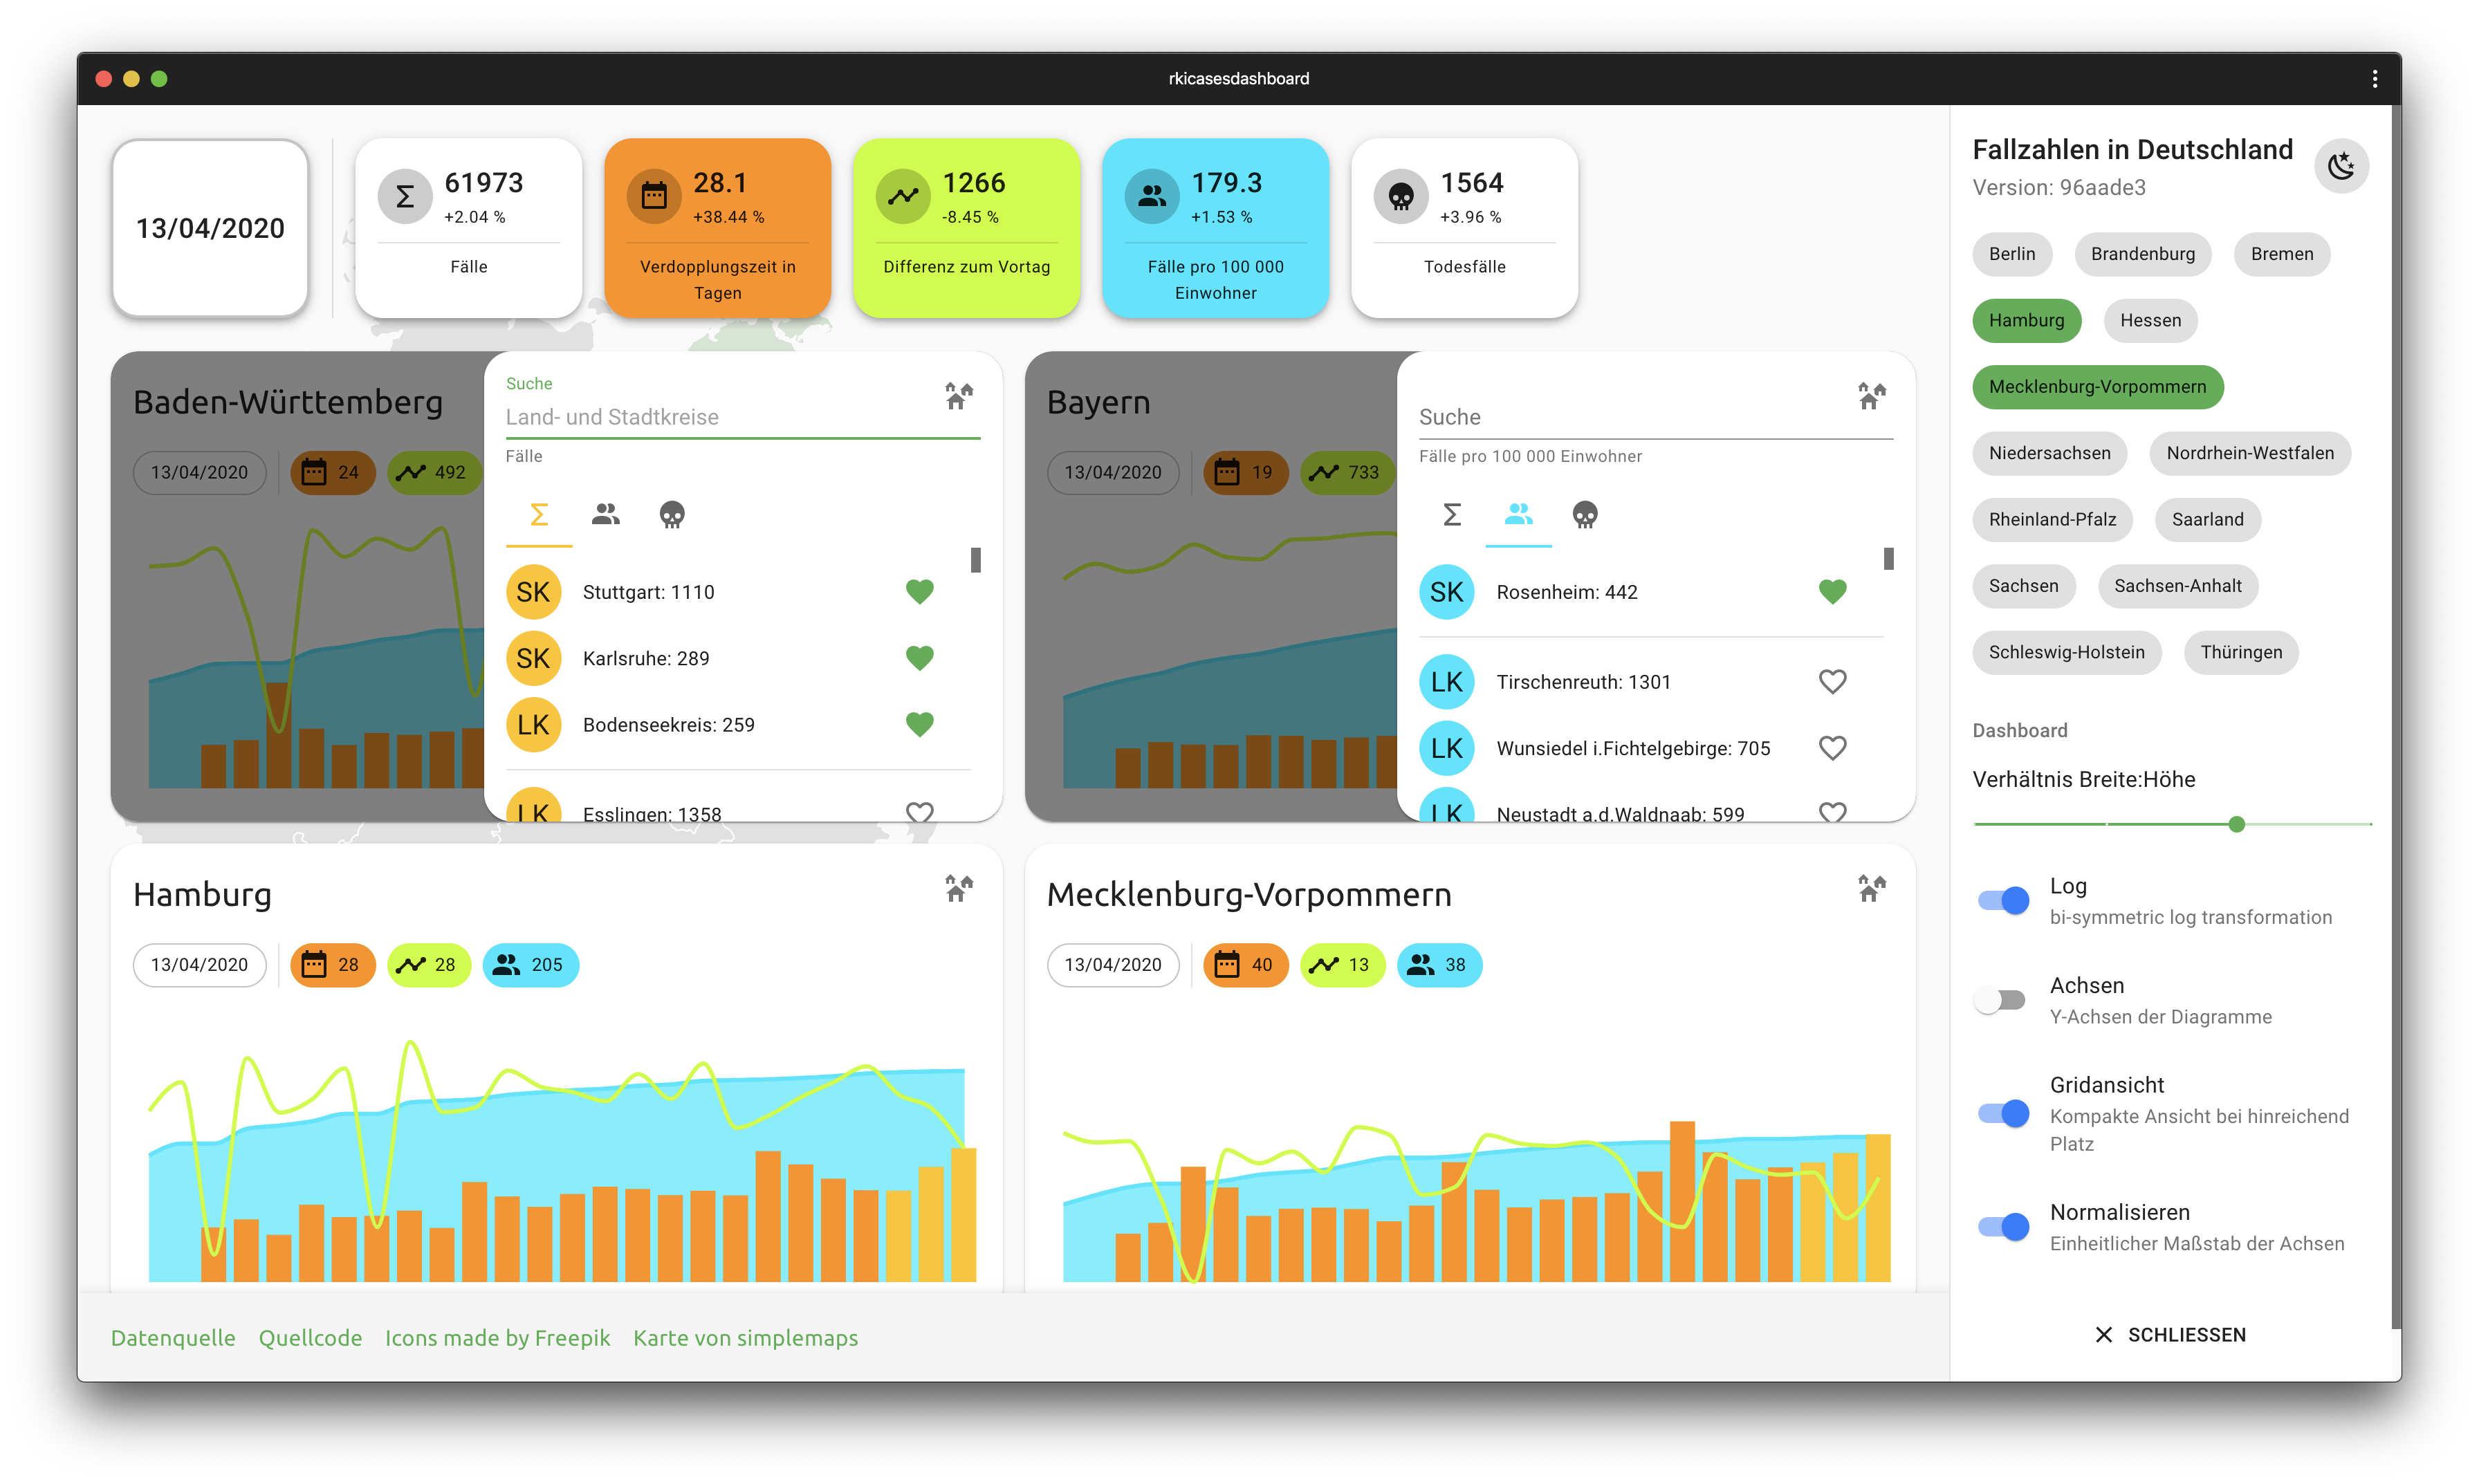 rkicasesdashboard
13/04/2020
61973
+2.04 %
Fälle
28.1
+38.44 %
Verdopplungszeit in
Tagen
1266
-8.45 %
Differenz zum Vortag
179.3
+1.53 %
Fälle pro 100 000
Einwohner
1564
+3.96 %
Todesfälle
Baden-Württemberg
13/04/2020
24
492
Suche
Land- und Stadtkreise
Fälle
SK
Stuttgart: 1110
SK
Karlsruhe: 289
LK
Bodenseekreis: 259
LK
Esslingen: 1358
Bayern
13/04/2020
19
733
Suche
Fälle pro 100 000 Einwohner
SK
Rosenheim: 442
LK
Tirschenreuth: 1301
LK
Wunsiedel i.Fichtelgebirge: 705
LK
Neustadt a.d.Waldnaab: 599
Hamburg
13/04/2020
28
28
205
Mecklenburg-Vorpommern
13/04/2020
40
13
38
Datenquelle
Quellcode
Icons made by Freepik
Karte von simplemaps
Fallzahlen in Deutschland
Version: 96aade3
Berlin
Brandenburg
Bremen
Hamburg
Hessen
Mecklenburg-Vorpommern
Niedersachsen
Nordrhein-Westfalen
Rheinland-Pfalz
Saarland
Sachsen
Sachsen-Anhalt
Schleswig-Holstein
Thüringen
Dashboard
Verhältnis Breite:Höhe
Log
bi-symmetric log transformation
Achsen
Y-Achsen der Diagramme
Gridansicht
Kompakte Ansicht bei hinreichend
Platz
Normalisieren
Einheitlicher Maßstab der Achsen
SCHLIESSEN